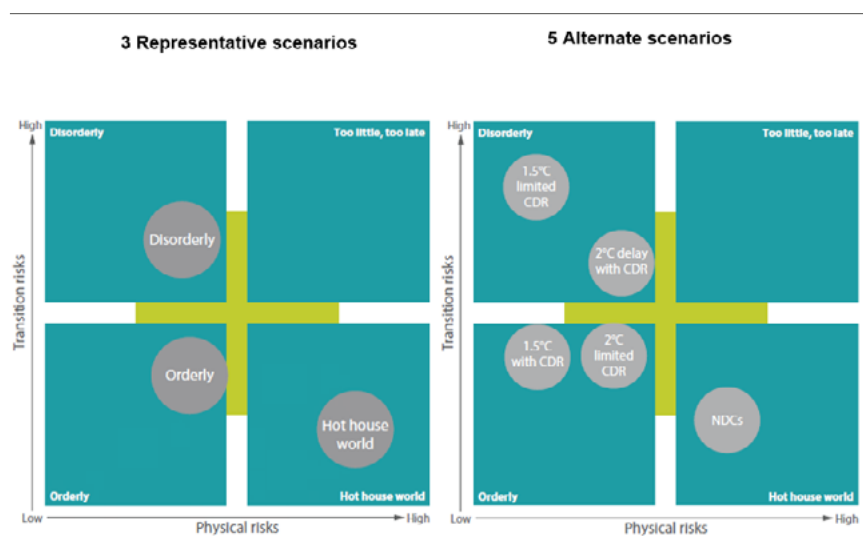 3 Representative scenarios
5 Alternate scenarios
High
Disorderly
Too little, too late
Disorderly
Transition risks
Orderly
Hot house
world
Orderly
Hot house world
Low
Physical risks
High
High
Disorderly
Too little, too late
1.5°C
limited
CDR
2°C delay
with CDR
Transition risks
1.5°C
with CDR
2°C
limited
CDR
NDCs
Orderly
Hot house world
Low
Physical risks
High